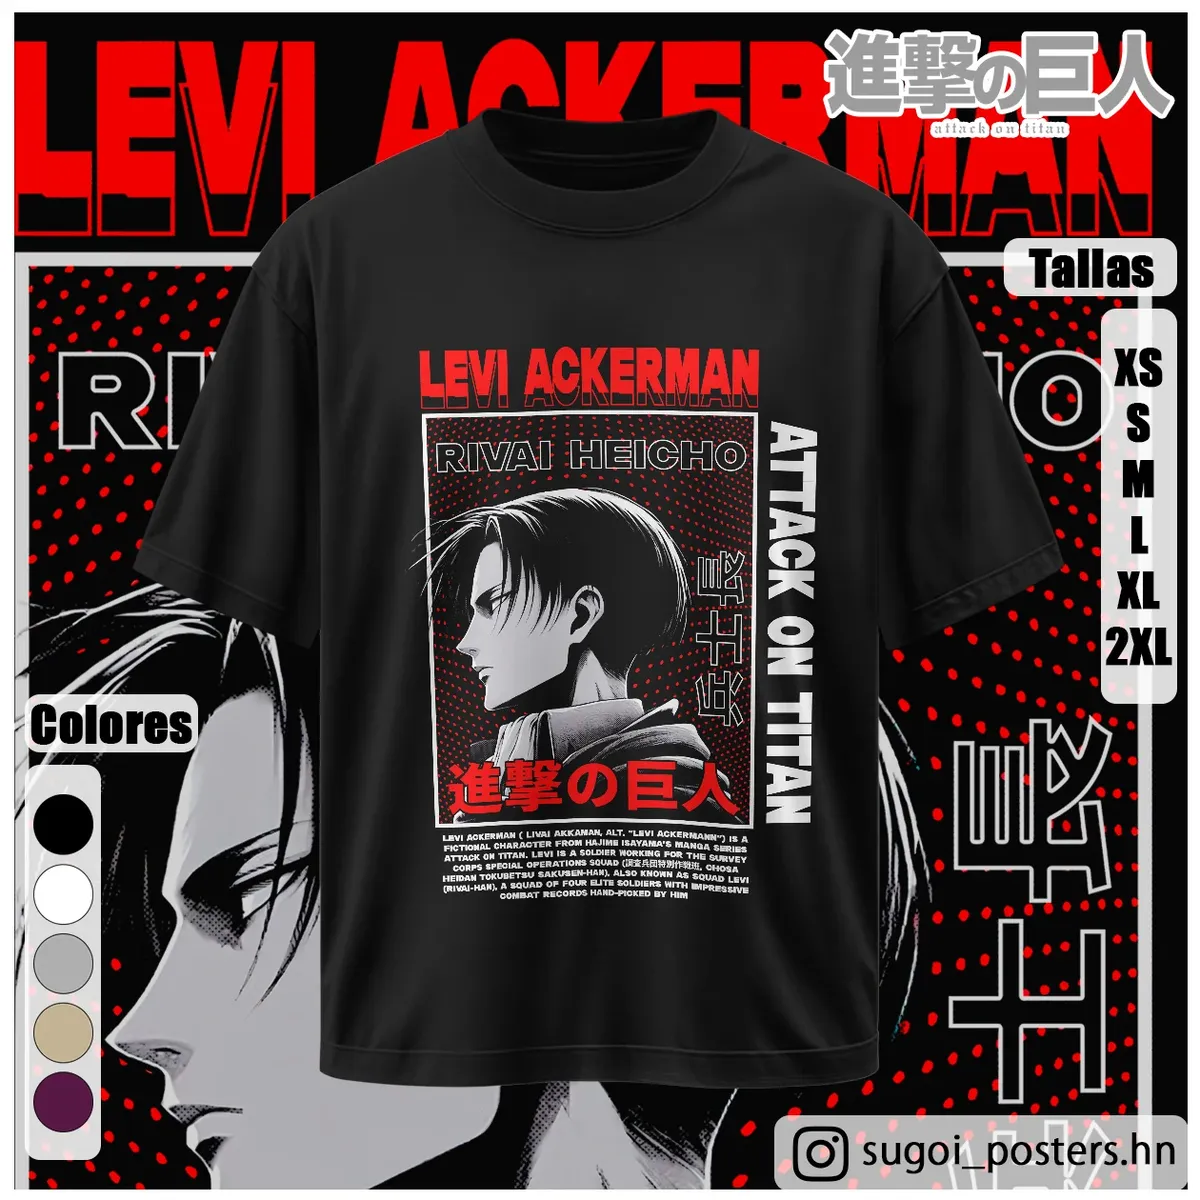 LEVI ACKERMAN
進撃の巨人
attack on titan
Tallas
XS
S
M
L
XL
2XL
LEVI ACKERMAN
RIVAI HEICHO
ATTACK ON TITAN
進撃の巨人
LEVI ACKERMAN ( LIVAI AKKAMAN, ALT. "LEVI ACKERMANN") IS A
FICTIONAL CHARACTER FROM HAJIME ISAYAMA'S MANGA SERIES
ATTACK ON TITAN. LEVI IS A SOLDIER WORKING FOR THE SURVEY
CORPS SPECIAL OPERATIONS SQUAD (調査兵団特別作戦班, CHOSA
HEIDAN TOKUBETSU SAKUSEN-HAN), ALSO KNOWN AS SQUAD LEVI
(RIVAI-HAN), A SQUAD OF FOUR ELITE SOLDIERS WITH IMPRESSIVE
COMBAT RECORDS HAND-PICKED BY HIM
Colores
sugoi_posters.hn